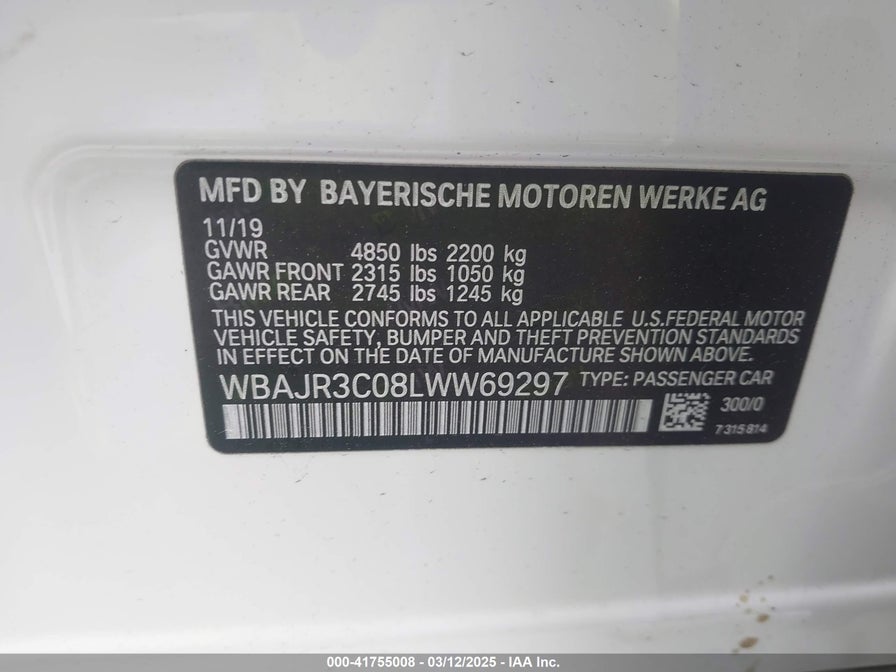 MFD BY BAYERISCHE MOTOREN WERKE AG
11/19
GVWR 4850 lbs 2200 kg
GAWR FRONT 2315 lbs 1050 kg
GAWR REAR 2745 lbs 1245 kg
THIS VEHICLE CONFORMS TO ALL APPLICABLE U.S.FEDERAL MOTOR
VEHICLE SAFETY, BUMPER AND THEFT PREVENTION STANDARDS
IN EFFECT ON THE DATE OF MANUFACTURE SHOWN ABOVE.
WBAJR3C08LWW69297 TYPE: PASSENGER CAR
300/0
7315814
000-41755008 - 03/12/2025 - IAA Inc.